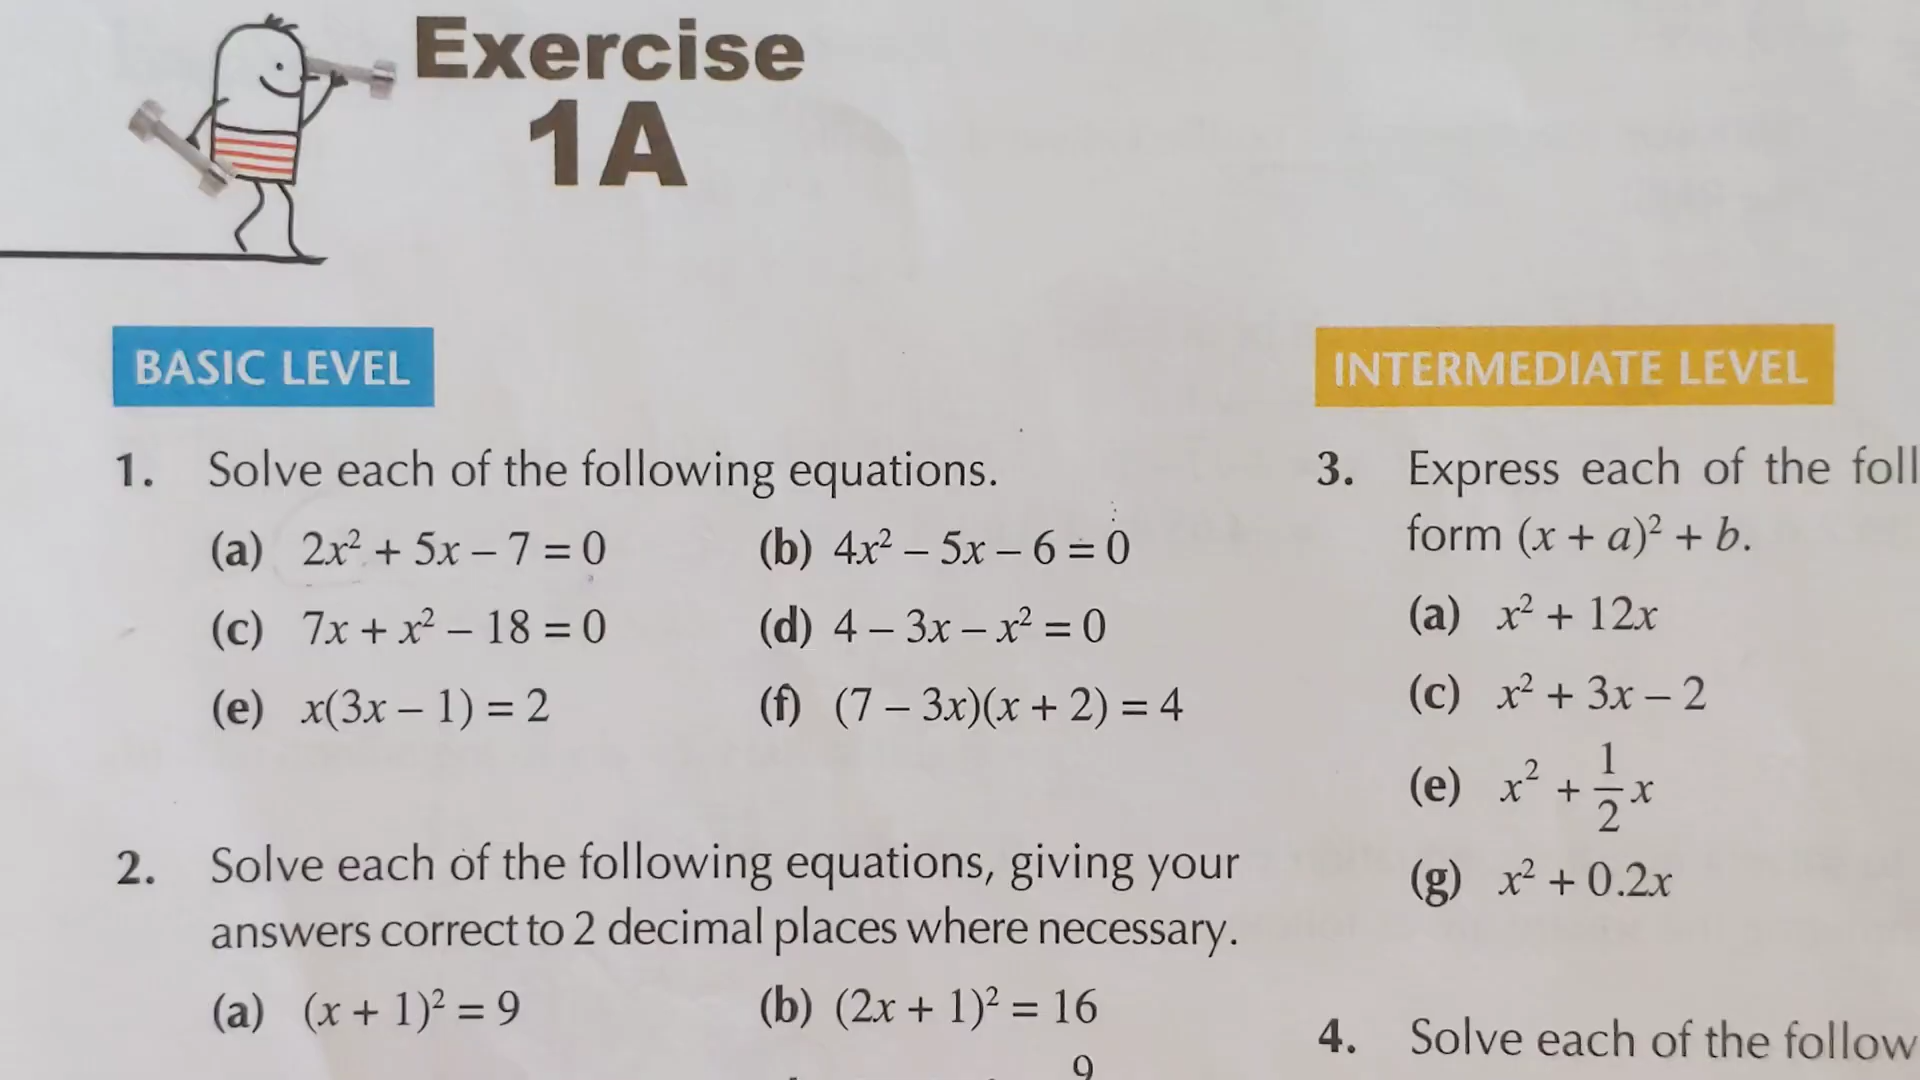 Exercise
1A
BASIC LEVEL
1. Solve each of the following equations.
(a) 2x² + 5x – 7 = 0 (b) 4x² – 5x – 6 = 0
(c) 7x + x² – 18 = 0 (d) 4 – 3x – x² = 0
(e) x(3x – 1) = 2 (f) (7 – 3x)(x + 2) = 4
2. Solve each of the following equations, giving your
answers correct to 2 decimal places where necessary.
(a) (x + 1)² = 9 (b) (2x + 1)² = 16
9
INTERMEDIATE LEVEL
3. Express each of the foll
form (x + a)² + b.
(a) x² + 12x
(c) x² + 3x – 2
(e) x² + 1/2 x
(g) x² + 0.2x
4. Solve each of the follow